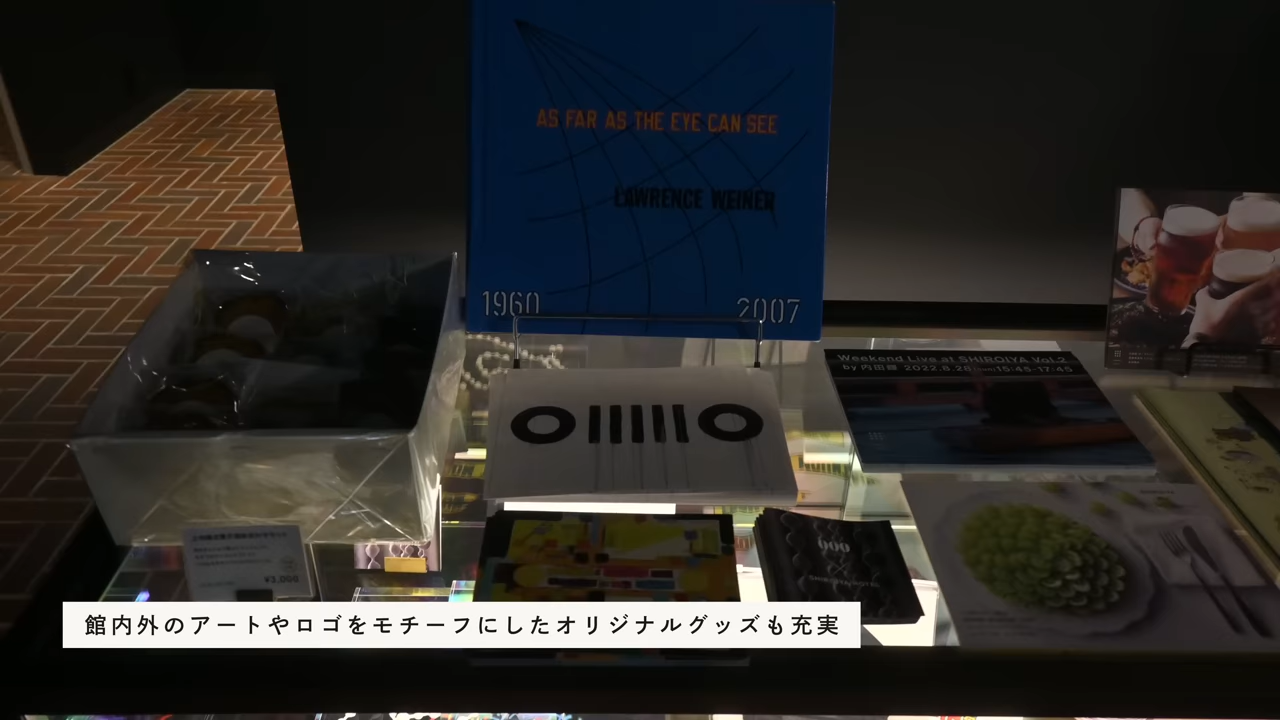 AS FAR AS THE EYE CAN SEE
LAWRENCE WEINER
1960
2007
Weekend Live at SHIROIYA Vol.2
2022.8.28 15:45-17:45
¥3,000
館内外のアートやロゴをモチーフにしたオリジナルグッズも充実